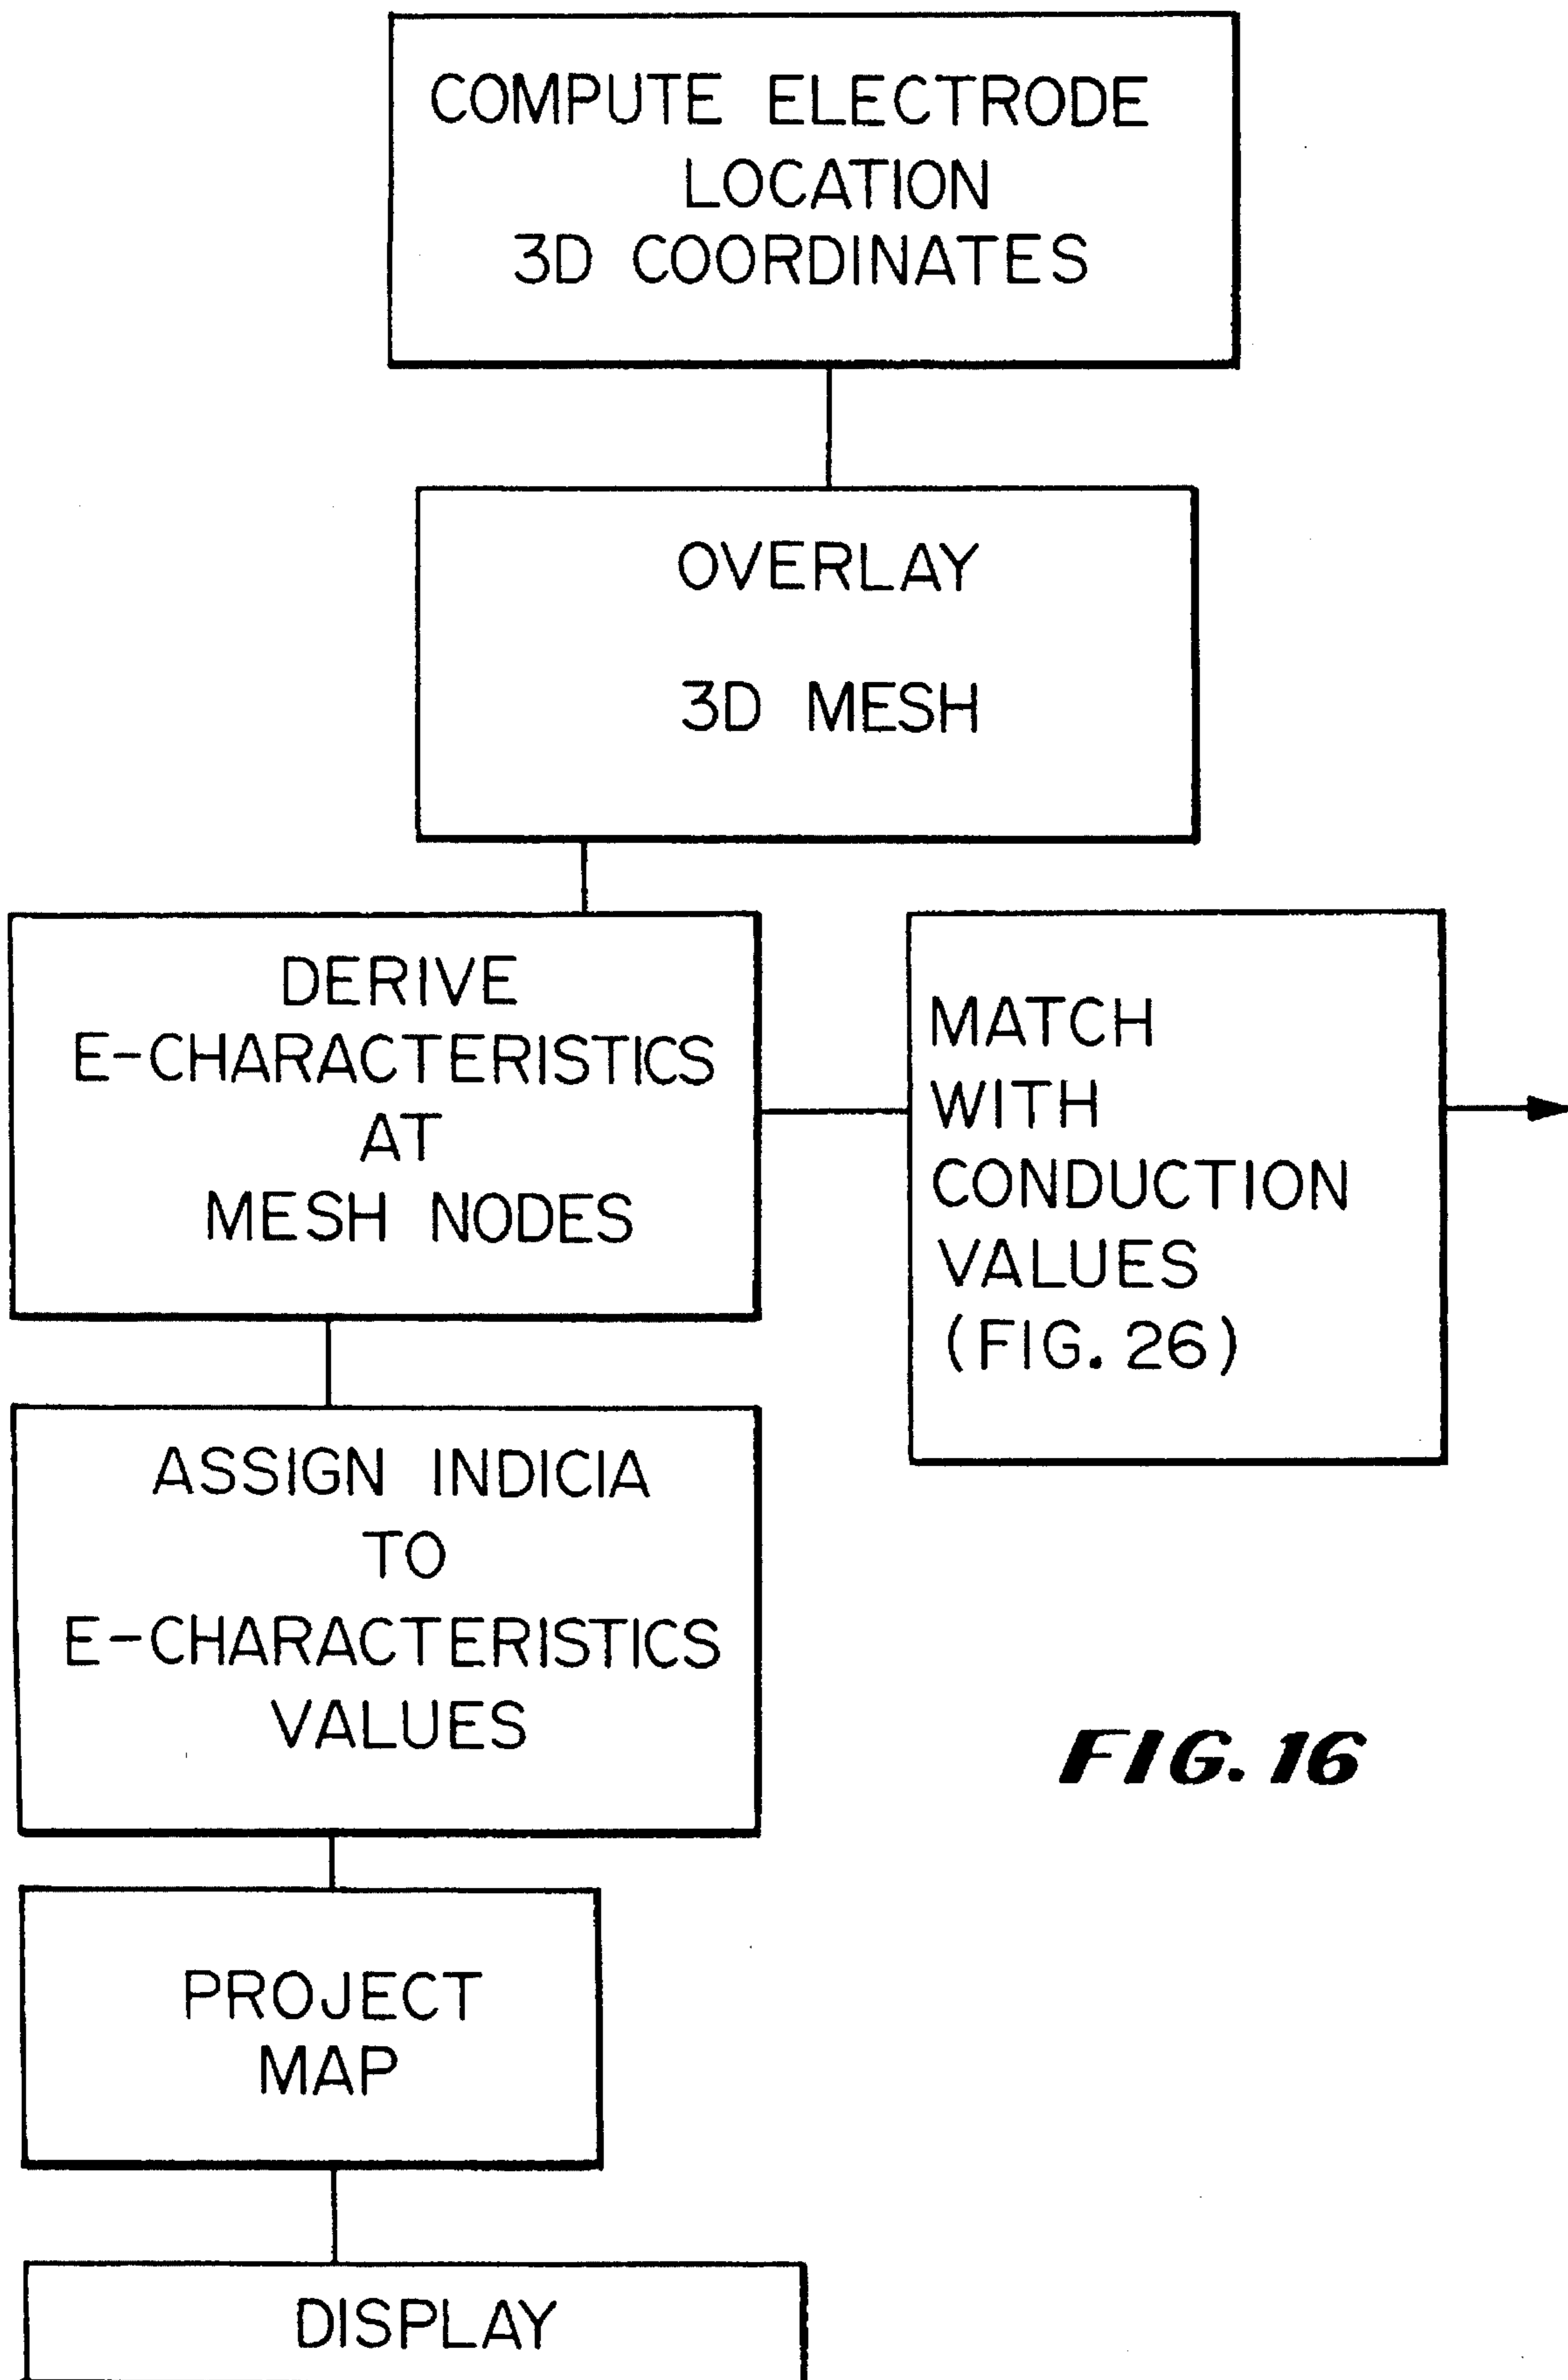 COMPUTE ELECTRODE
LOCATION
3D COORDINATES
OVERLAY
3D MESH
DERIVE
E-CHARACTERISTICS
AT
MESH NODES
MATCH
WITH
CONDUCTION
VALUES
(FIG. 26)
ASSIGN INDICIA
TO
E-CHARACTERISTICS
VALUES
FIG. 16
PROJECT
MAP
DISPLAY